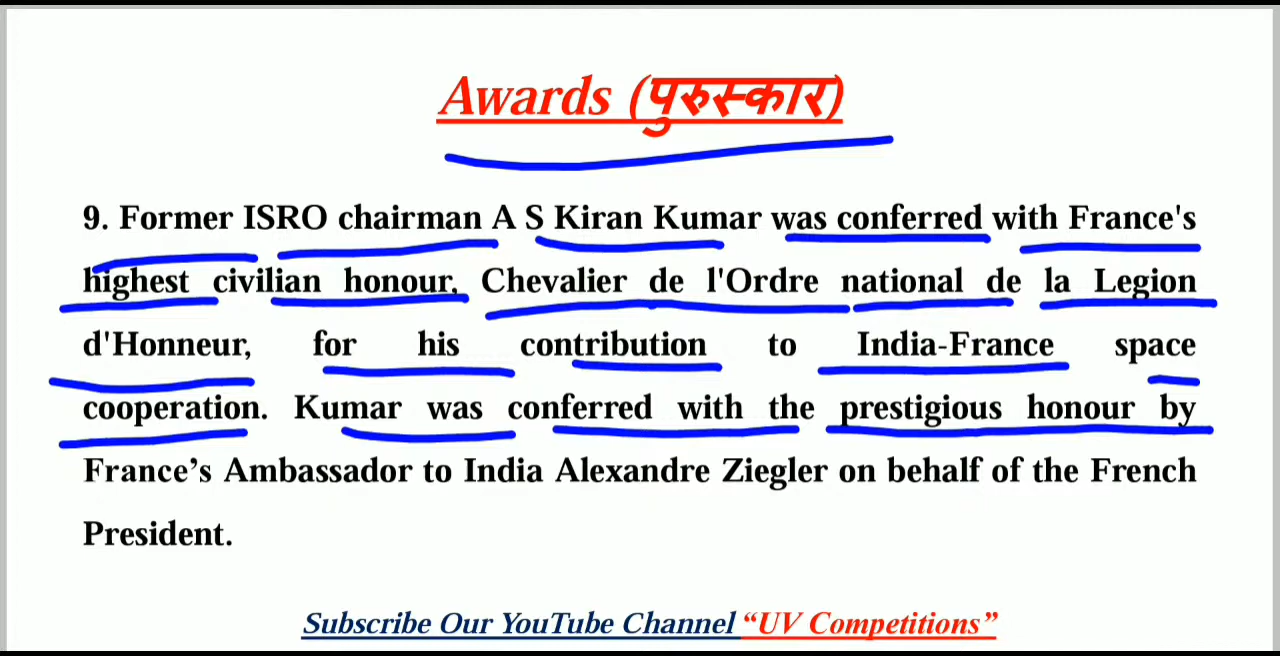 Awards (पुरुस्कार)
9. Former ISRO chairman A S Kiran Kumar was conferred with France's
highest civilian honour, Chevalier de l'Ordre national de la Legion
d'Honneur, for his contribution to India-France space
cooperation. Kumar was conferred with the prestigious honour by
France’s Ambassador to India Alexandre Ziegler on behalf of the French
President.
Subscribe Our YouTube Channel “UV Competitions”